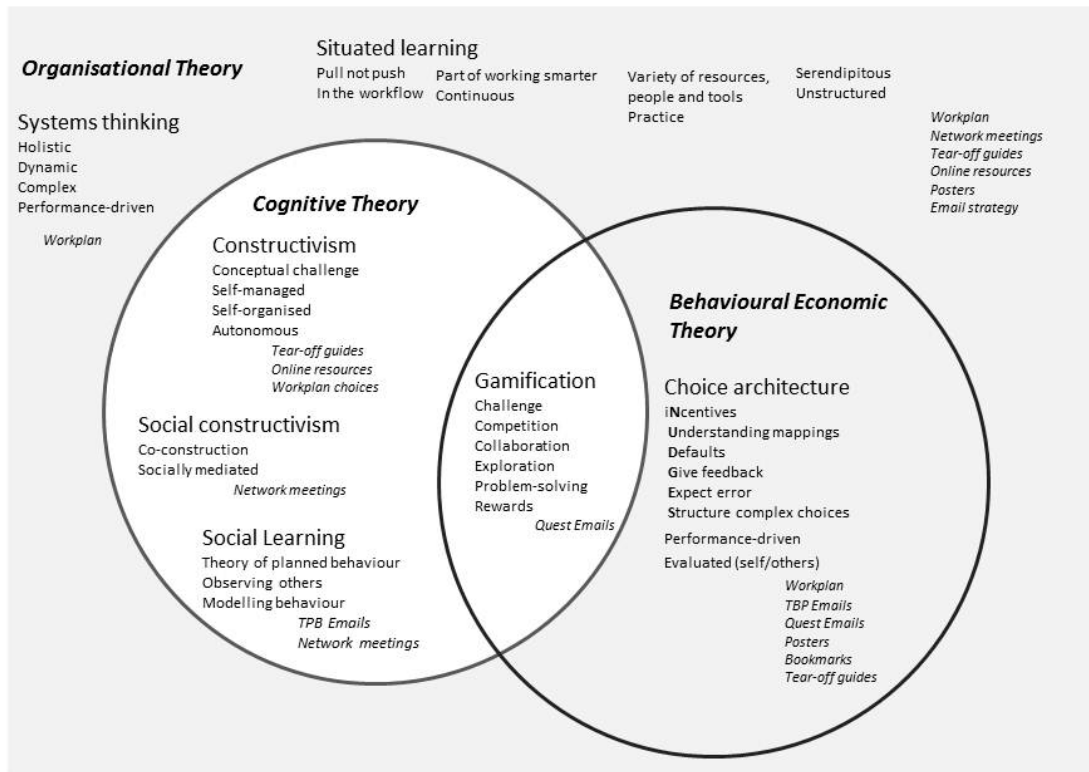 Organisational Theory
Situated learning
Pull not push
In the workflow
Part of working smarter
Continuous
Variety of resources,
people and tools
Practice
Serendipitous
Unstructured
Workplan
Network meetings
Tear-off guides
Online resources
Posters
Email strategy
Systems thinking
Holistic
Dynamic
Complex
Performance-driven
Workplan
Cognitive Theory
Constructivism
Conceptual challenge
Self-managed
Self-organised
Autonomous
Tear-off guides
Online resources
Workplan choices
Social constructivism
Co-construction
Socially mediated
Network meetings
Social Learning
Theory of planned behaviour
Observing others
Modelling behaviour
TPB Emails
Network meetings
Gamification
Challenge
Competition
Collaboration
Exploration
Problem-solving
Rewards
Quest Emails
Behavioural Economic
Theory
Choice architecture
iNcentives
Understanding mappings
Defaults
Give feedback
Expect error
Structure complex choices
Performance-driven
Evaluated (self/others)
Workplan
TBP Emails
Quest Emails
Posters
Bookmarks
Tear-off guides